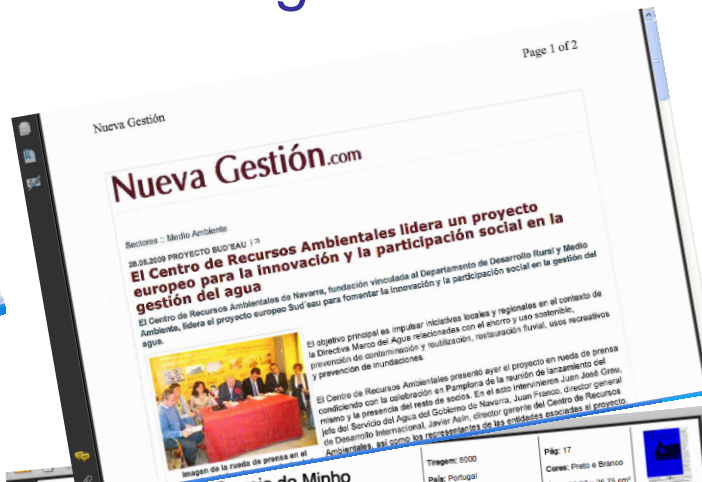 Page 1 of 2
Nueva Gestión
Nueva Gestión.com
Sectores :: Medio Ambiente
28.05.2009 PROYECTO SUD'EAU |
El Centro de Recursos Ambientales lidera un proyecto
europeo para la innovación y la participación social en la
gestión del agua
El Centro de Recursos Ambientales de Navarra, fundación vinculada al Departamento de Desarrollo Rural y Medio
Ambiente, lidera el proyecto europeo Sud'eau para fomentar la innovación y la participación social en la gestión del
agua.
El objetivo principal es impulsar iniciativas locales y regionales en el contexto de
la Directiva Marco del Agua relacionadas con el ahorro y uso sostenible,
prevención de contaminación y reutilización, restauración fluvial, usos recreativos
y prevención de inundaciones.
El Centro de Recursos Ambientales presentó ayer el proyecto en rueda de prensa
condiciendo con la celebración en Pamplona de la reunión de lanzamiento del
mismo y la presencia del resto de socios. En el acto intervinieron Juan José Grau,
jefe del Servicio del Agua del Gobierno de Navarra, Juan Franco, director general
de Desarrollo Internacional, Javier Asín, director gerente del Centro de Recursos
Ambientales, así como los representantes de las entidades asociadas al proyecto.
Imagen de la rueda de prensa en el
Minho
Tiragem: 8000
País: Portugal
Pág: 17
Cores: Preto e Branco